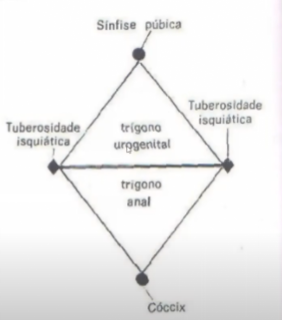 Sínfise púbica
Tuberosidade
isquiática
Tuberosidade
isquiática
trígono
urogenital
trígono
anal
Cóccix